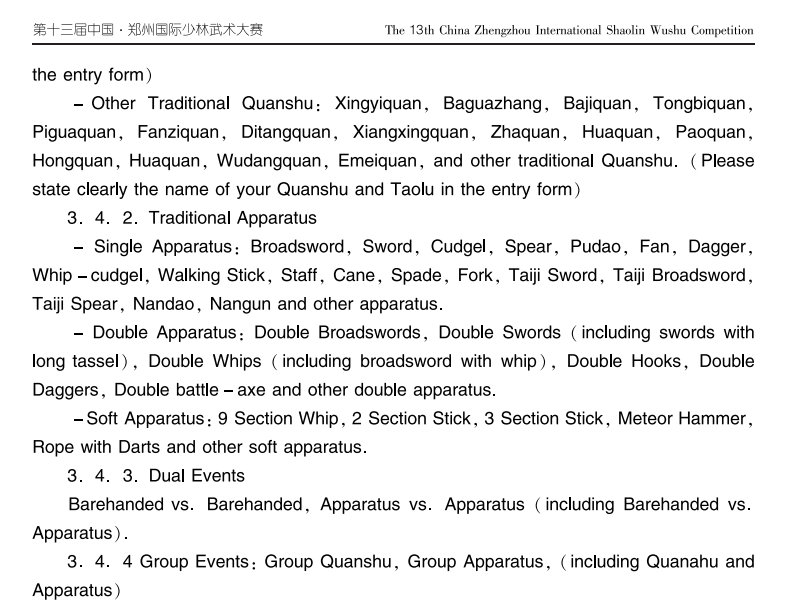 第十三届中国·郑州国际少林武术大赛 The 13th China Zhengzhou International Shaolin Wushu Competition
the entry form)
– Other Traditional Quanshu: Xingyiquan, Baguazhang, Bajiquan, Tongbiquan,
Piguaquan, Fanziquan, Ditangquan, Xiangxingquan, Zhaquan, Huaquan, Paoquan,
Hongquan, Huaquan, Wudangquan, Emeiquan, and other traditional Quanshu. (Please
state clearly the name of your Quanshu and Taolu in the entry form)
3. 4. 2. Traditional Apparatus
– Single Apparatus: Broadsword, Sword, Cudgel, Spear, Pudao, Fan, Dagger,
Whip – cudgel, Walking Stick, Staff, Cane, Spade, Fork, Taiji Sword, Taiji Broadsword,
Taiji Spear, Nandao, Nangun and other apparatus.
– Double Apparatus: Double Broadswords, Double Swords (including swords with
long tassel), Double Whips (including broadsword with whip), Double Hooks, Double
Daggers, Double battle – axe and other double apparatus.
– Soft Apparatus: 9 Section Whip, 2 Section Stick, 3 Section Stick, Meteor Hammer,
Rope with Darts and other soft apparatus.
3. 4. 3. Dual Events
Barehanded vs. Barehanded, Apparatus vs. Apparatus (including Barehanded vs.
Apparatus).
3. 4. 4 Group Events: Group Quanshu, Group Apparatus, (including Quanahu and
Apparatus)